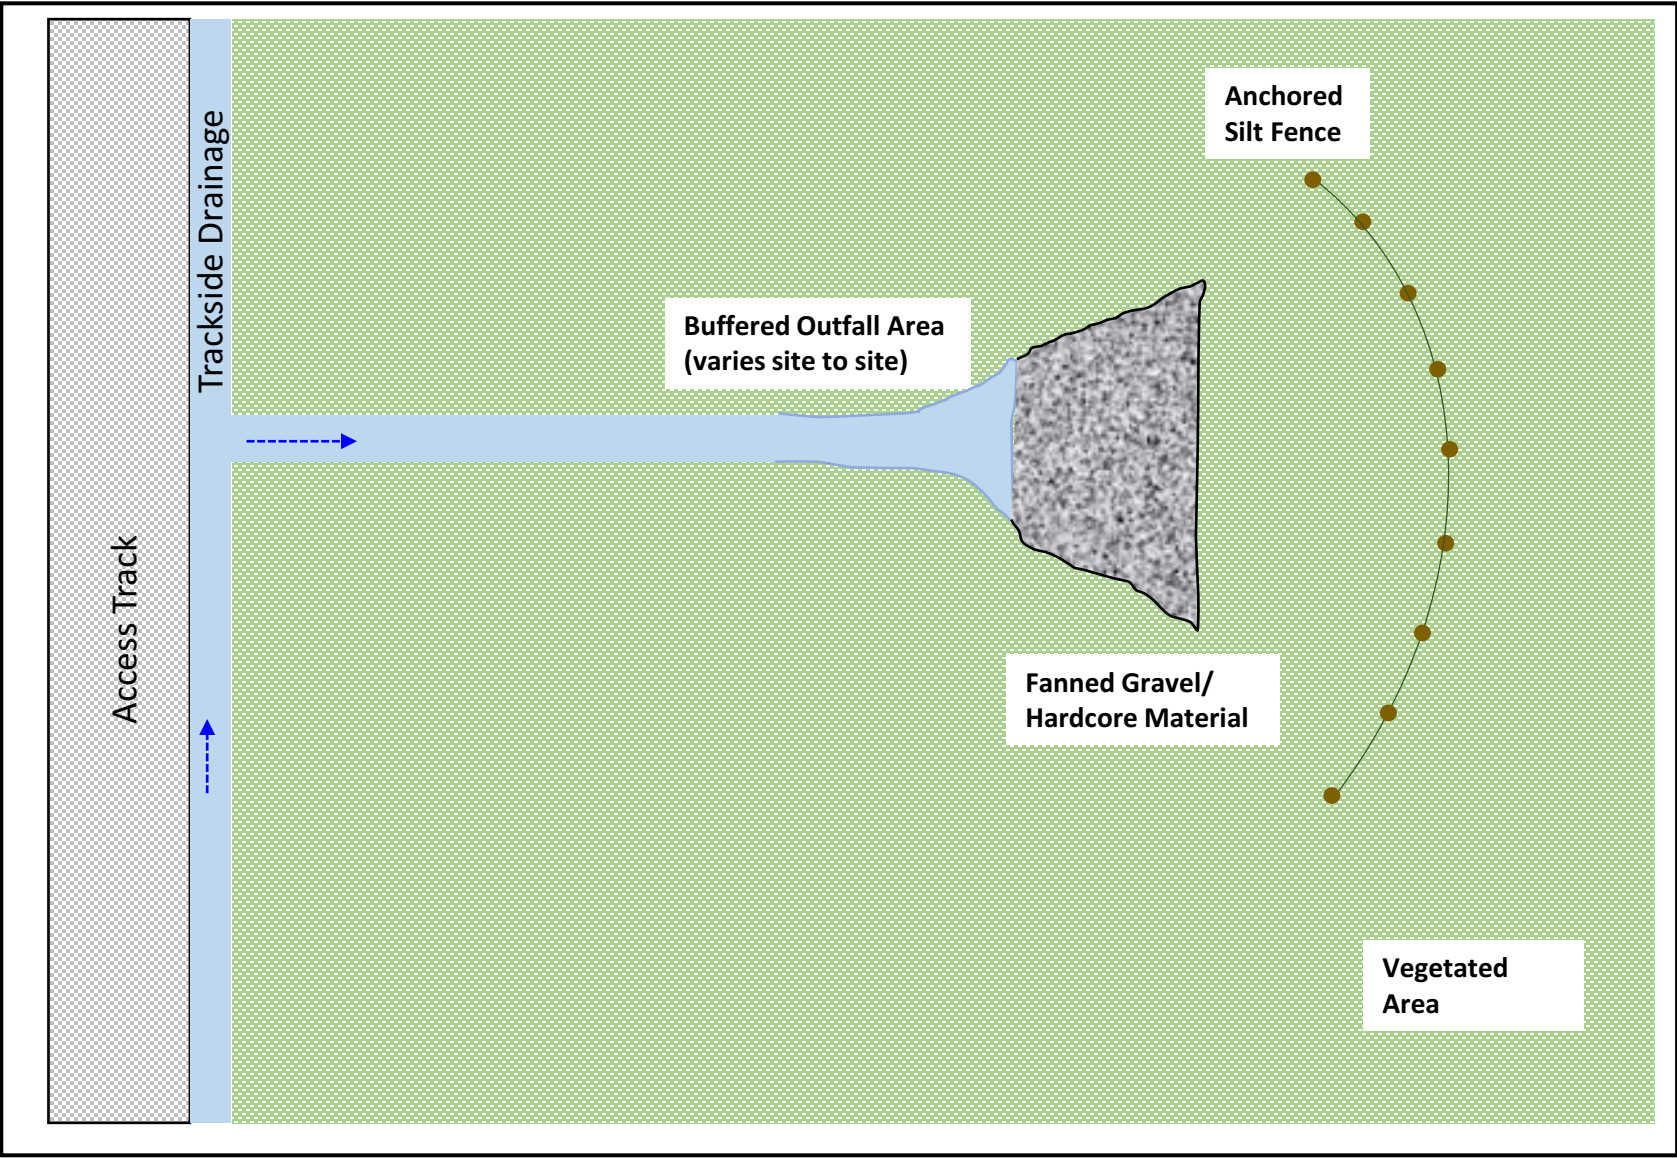 Anchored
Silt Fence
Trackside Drainage
Buffered Outfall Area
(varies site to site)
Access Track
Fanned Gravel/
Hardcore Material
Vegetated
Area